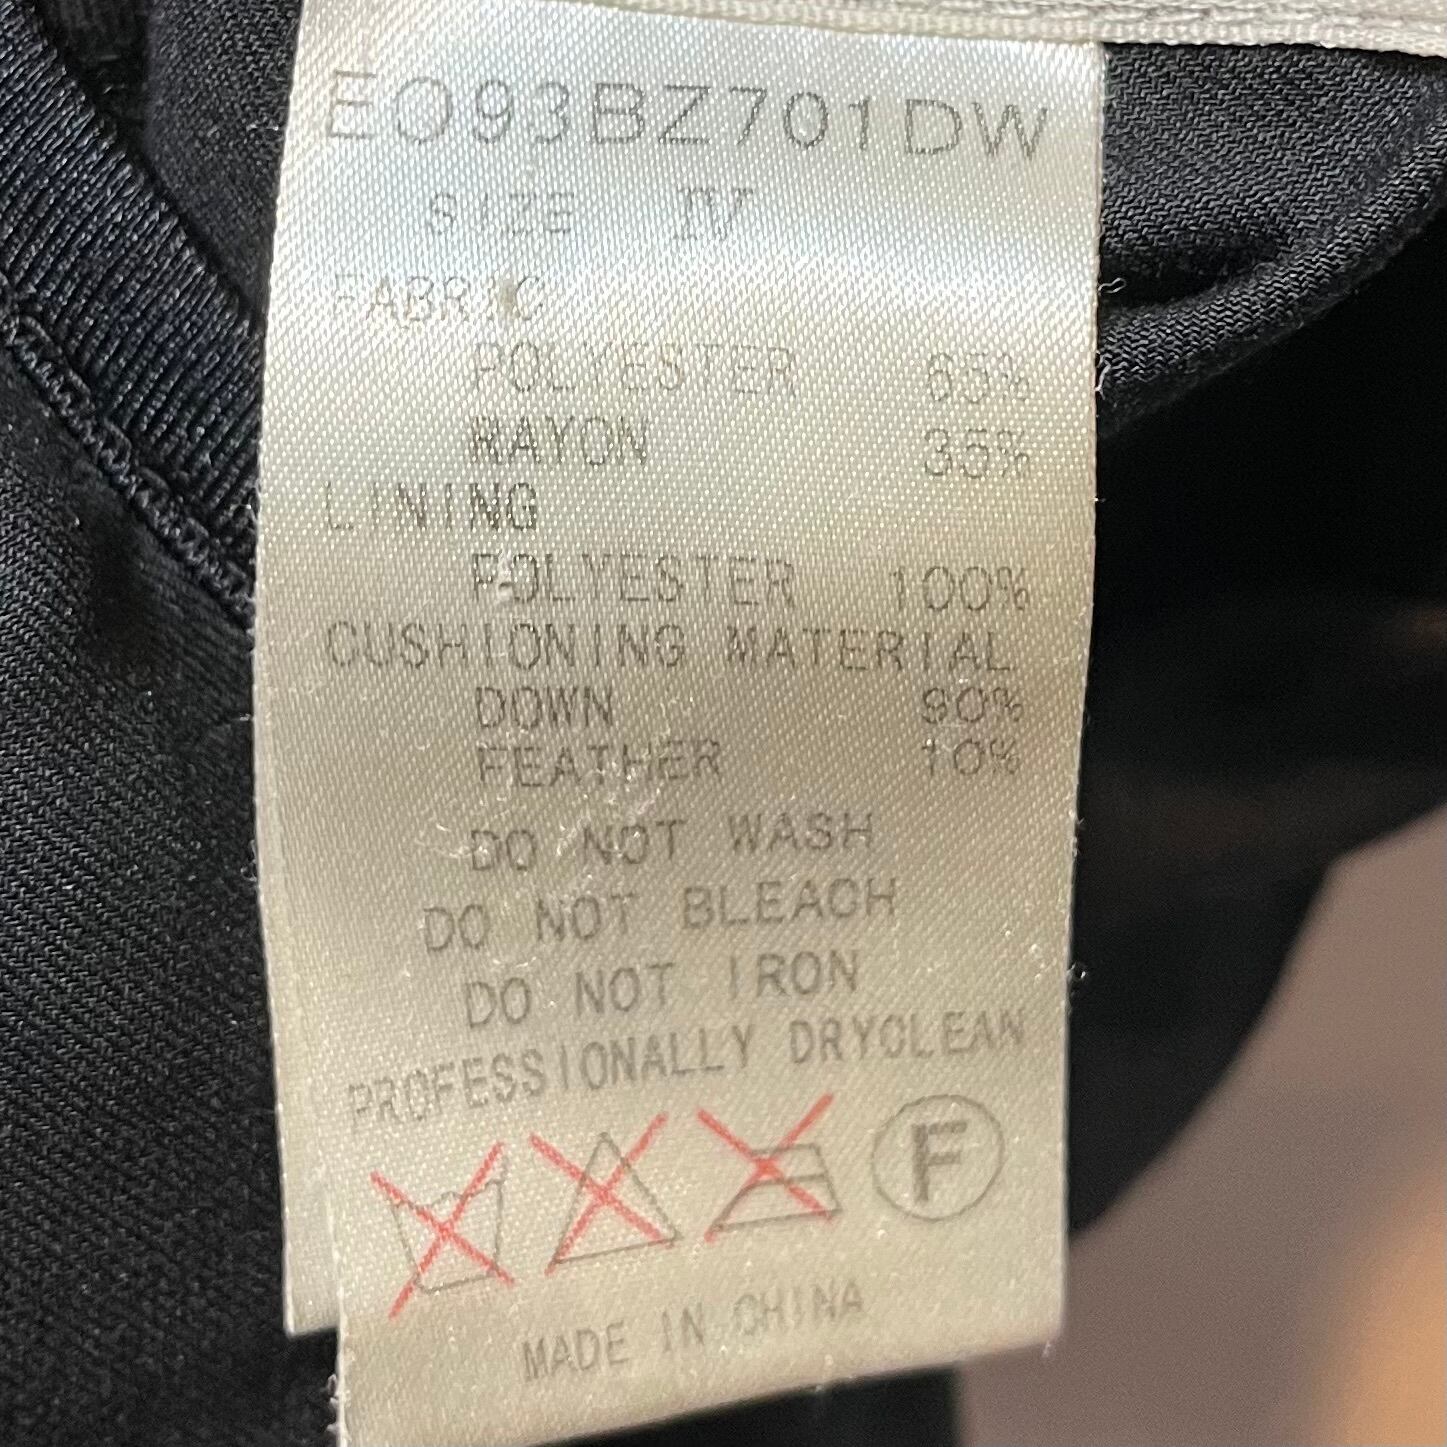 EO93BZ701DW
SIZE IV
FABRIC
POLYESTER 65%
RAYON 35%
LINING
POLYESTER 100%
CUSHIONING MATERIAL
DOWN 90%
FEATHER 10%
DO NOT WASH
DO NOT BLEACH
DO NOT IRON
PROFESSIONALLY DRYCLEAN
F
MADE IN CHINA